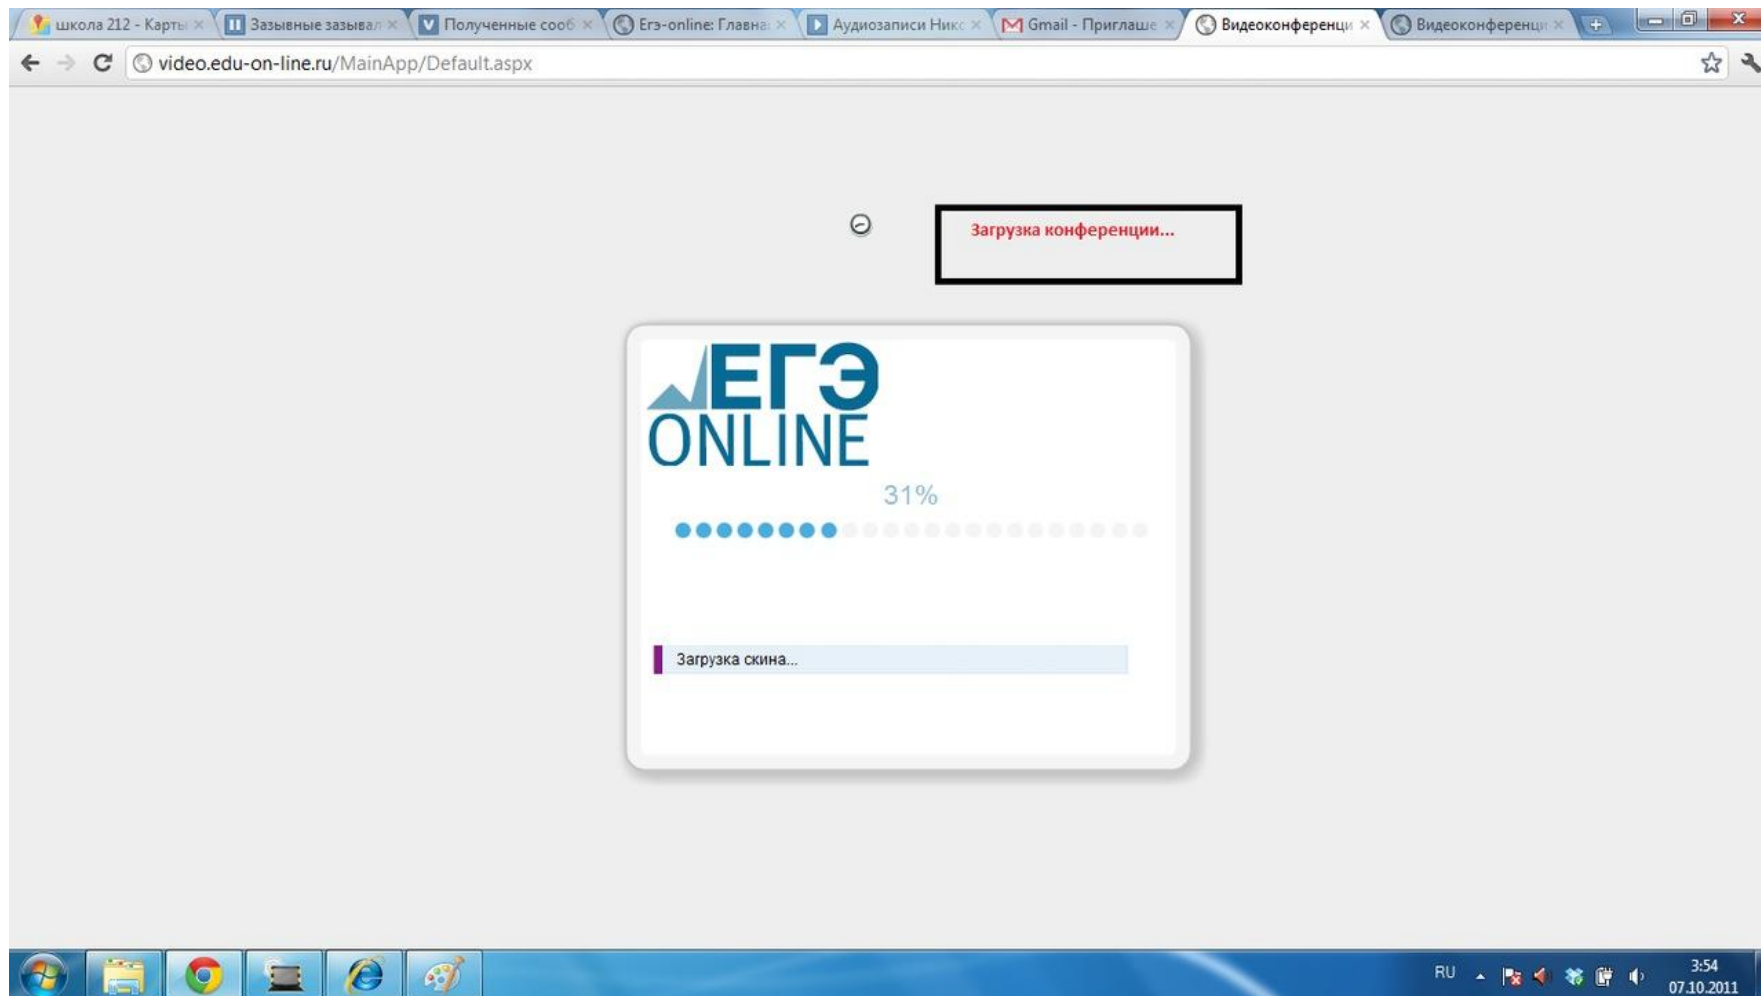 школа 212 - Карты
Зазывные зазывал
Полученные сооб
Егэ-online: Главна
Аудиозаписи Никс
Gmail - Приглаше
Видеоконференци
Видеоконференци
video.edu-on-line.ru/MainApp/Default.aspx
Загрузка конференции...
ЕГЭ
ONLINE
31%
Загрузка скина...
RU
3:54
07.10.2011